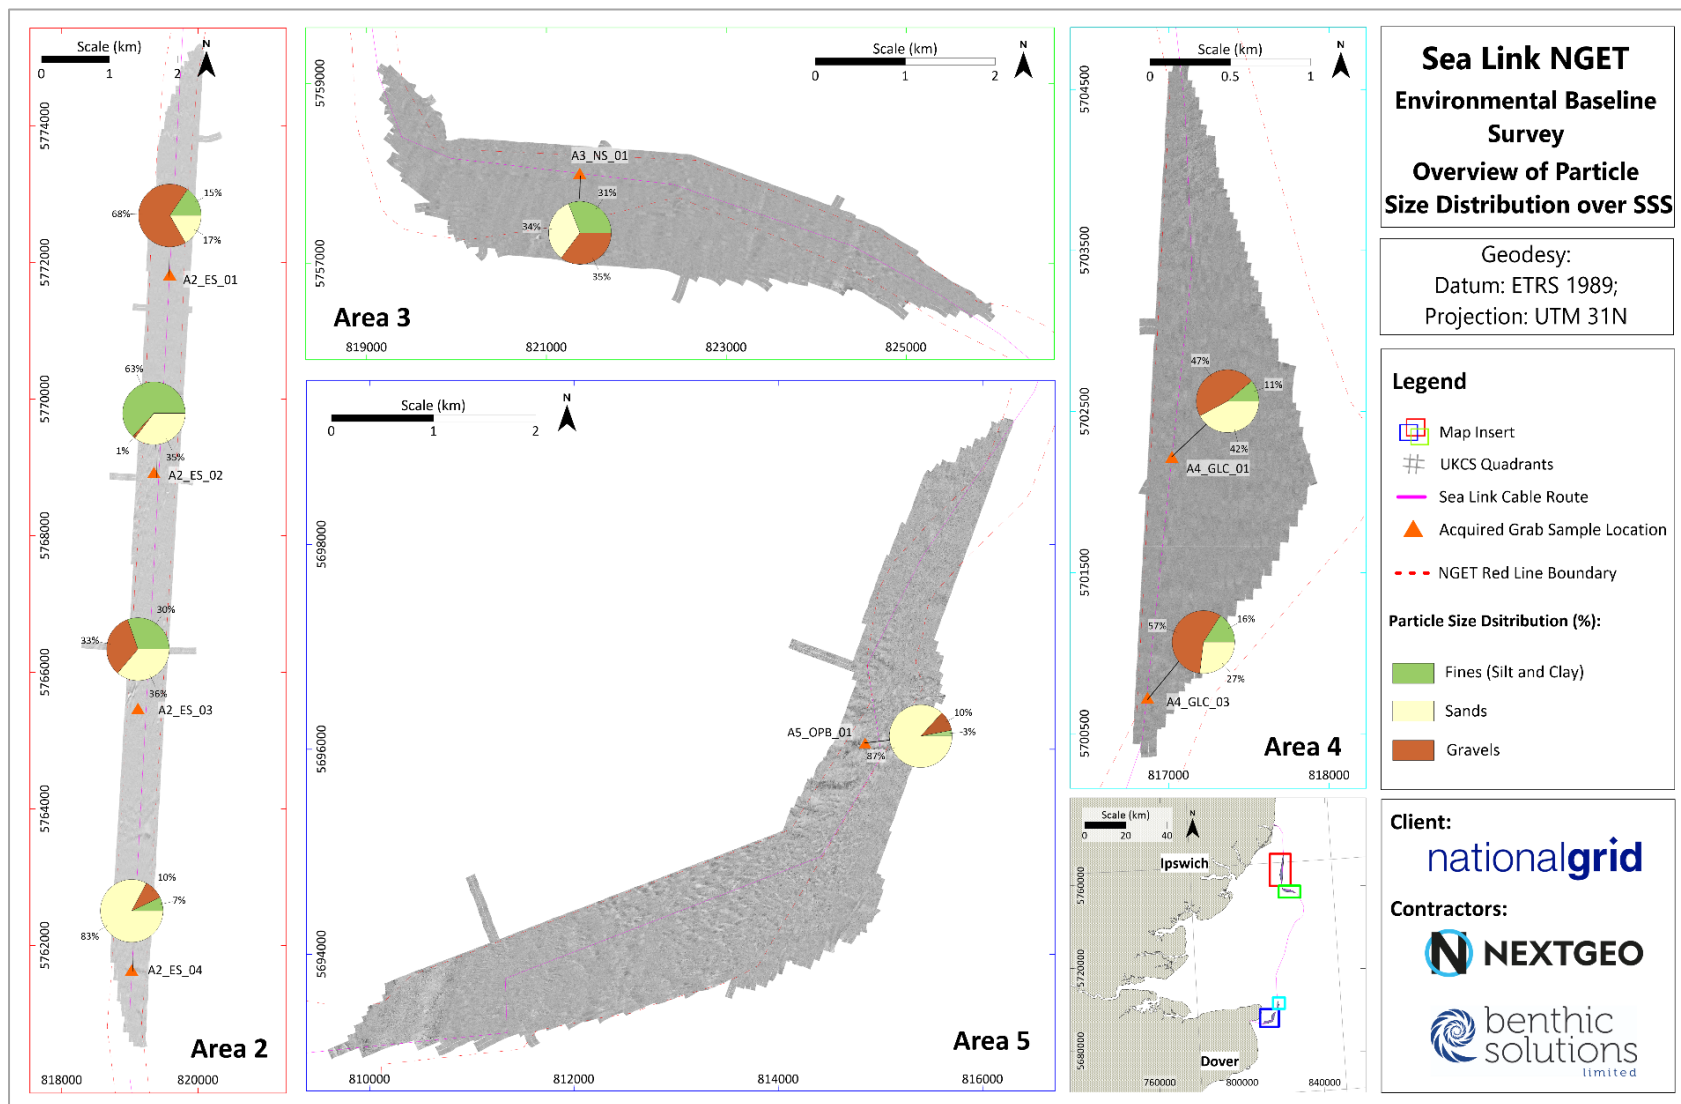 Scale (km)
0 1 2
N
5774000
5772000
5770000
5768000
5766000
5764000
5762000
15%
68%
17%
A2_ES_01
63%
1%
35%
A2_ES_02
30%
33%
36%
A2_ES_03
10%
7%
83%
A2_ES_04
Area 2
818000 820000
Scale (km)
0 1 2
N
5759000
5757000
A3_NS_01
31%
34%
35%
Area 3
819000 821000 823000 825000
Scale (km)
0 1 2
N
5698000
5696000
5694000
A5_OPB_01
10%
-3%
87%
Area 5
810000 812000 814000 816000
Scale (km)
0 0.5 1
N
5704500
5703500
5702500
5701500
5700500
47%
11%
42%
A4_GLC_01
57%
16%
27%
A4_GLC_03
Area 4
817000 818000
Scale (km)
0 20 40
N
Ipswich
Dover
5760000
5720000
5680000
760000 800000 840000
Sea Link NGET
Environmental Baseline
Survey
Overview of Particle
Size Distribution over SSS
Geodesy:
Datum: ETRS 1989;
Projection: UTM 31N
Legend
Map Insert
UKCS Quadrants
Sea Link Cable Route
Acquired Grab Sample Location
NGET Red Line Boundary
Particle Size Dsitribution (%):
Fines (Silt and Clay)
Sands
Gravels
Client:
nationalgrid
Contractors:
N NEXTGEO
benthic
solutions
limited